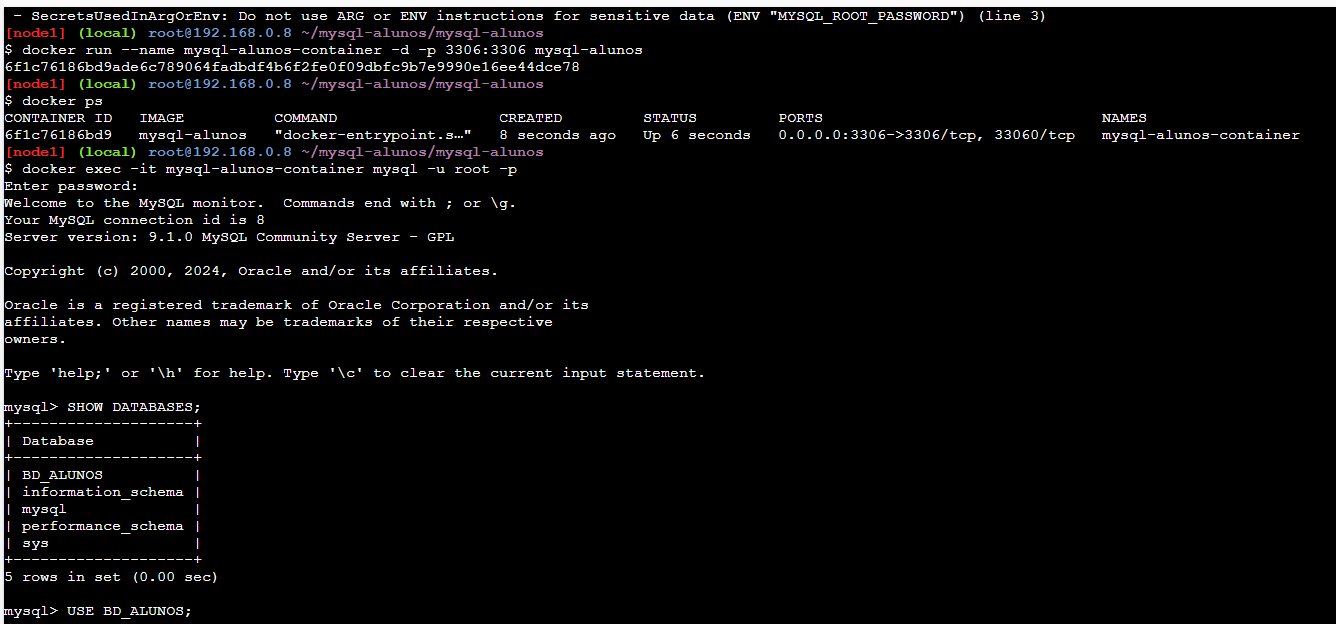 - SecretsUsedInArgOrEnv: Do not use ARG or ENV instructions for sensitive data (ENV "MYSQL_ROOT_PASSWORD") (line 3)
[node1] (local) root@192.168.0.8 ~/mysql-alunos/mysql-alunos
$ docker run --name mysql-alunos-container -d -p 3306:3306 mysql-alunos
6f1c76186bd9ade6c789064fadbdf4b6f2fe0f09dbfc9b7e9990e16ee44dce78
[node1] (local) root@192.168.0.8 ~/mysql-alunos/mysql-alunos
$ docker ps
CONTAINER ID   IMAGE          COMMAND                  CREATED         STATUS         PORTS                               NAMES
6f1c76186bd9   mysql-alunos   "docker-entrypoint.s…"   8 seconds ago   Up 6 seconds   0.0.0.0:3306->3306/tcp, 33060/tcp   mysql-alunos-container
[node1] (local) root@192.168.0.8 ~/mysql-alunos/mysql-alunos
$ docker exec -it mysql-alunos-container mysql -u root -p
Enter password:
Welcome to the MySQL monitor.  Commands end with ; or \g.
Your MySQL connection id is 8
Server version: 9.1.0 MySQL Community Server - GPL
Copyright (c) 2000, 2024, Oracle and/or its affiliates.
Oracle is a registered trademark of Oracle Corporation and/or its
affiliates. Other names may be trademarks of their respective
owners.
Type 'help;' or '\h' for help. Type '\c' to clear the current input statement.
mysql> SHOW DATABASES;
+--------------------+
| Database           |
+--------------------+
| BD_ALUNOS          |
| information_schema |
| mysql              |
| performance_schema |
| sys                |
+--------------------+
5 rows in set (0.00 sec)
mysql> USE BD_ALUNOS;